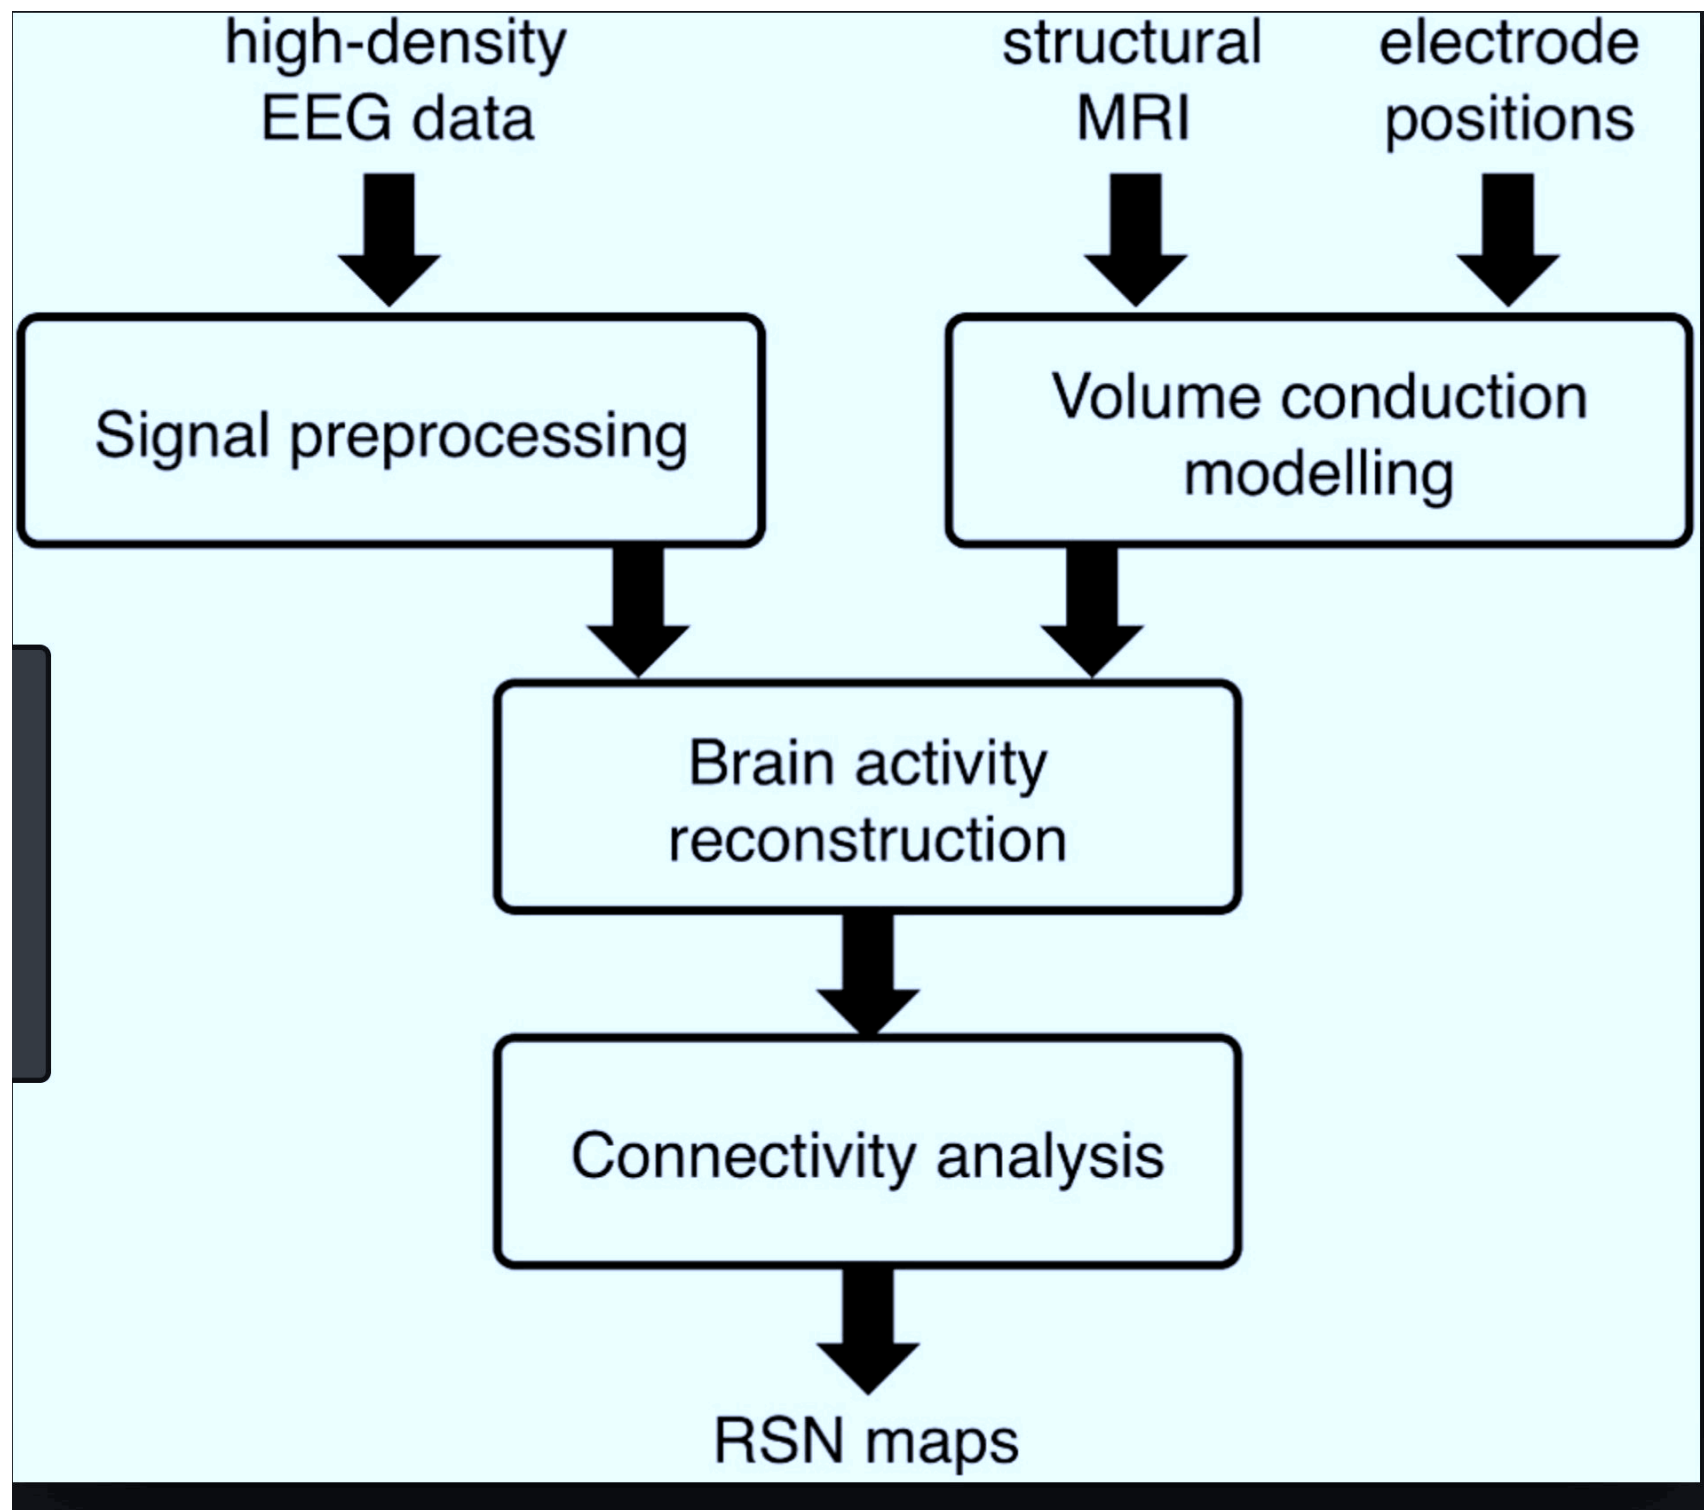 high-density
EEG data
structural
MRI
electrode
positions
Signal preprocessing
Volume conduction
modelling
Brain activity
reconstruction
Connectivity analysis
RSN maps